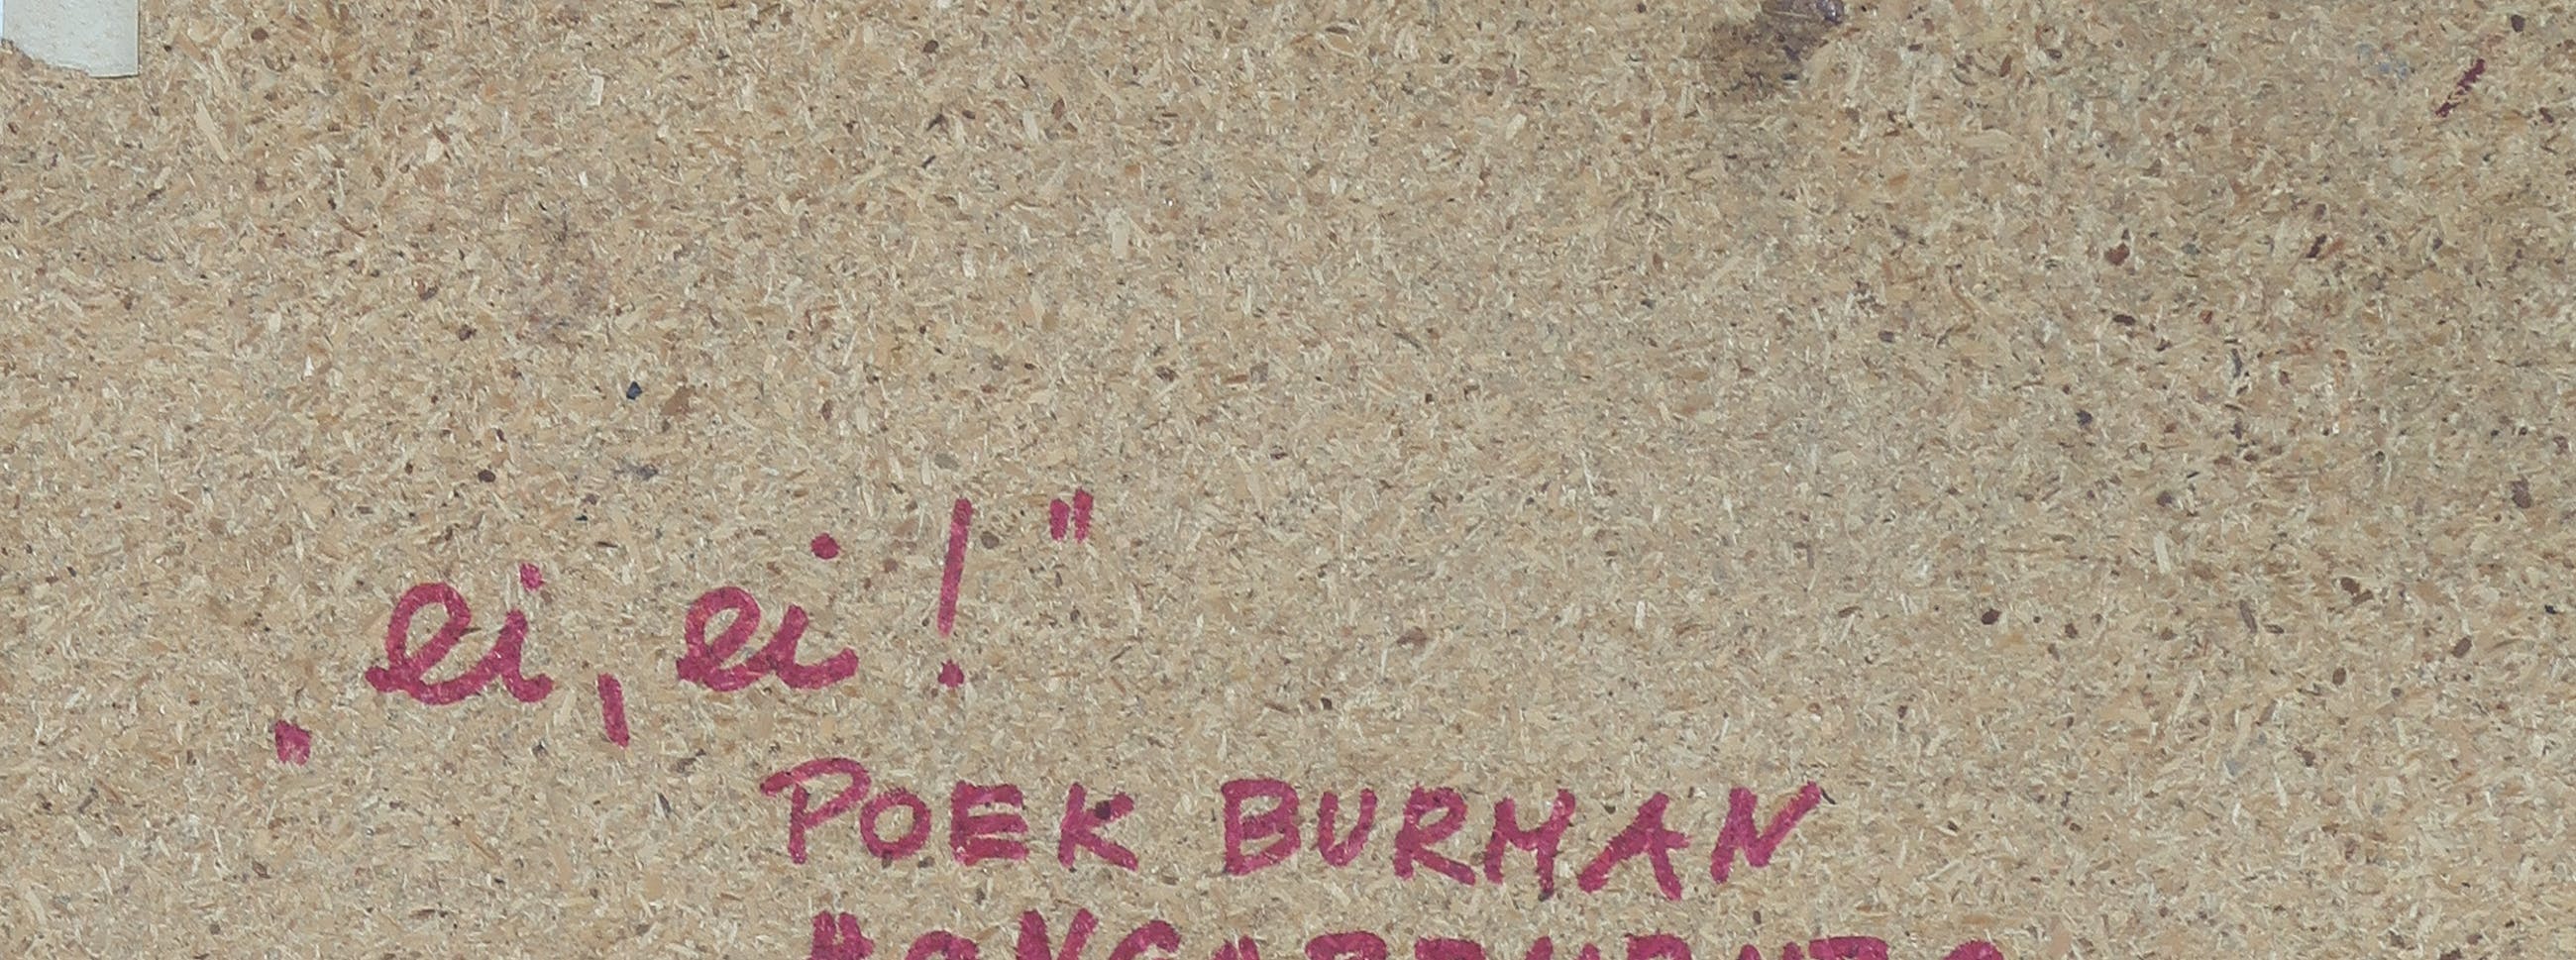 „ei, ei!"
POEK BURMAN